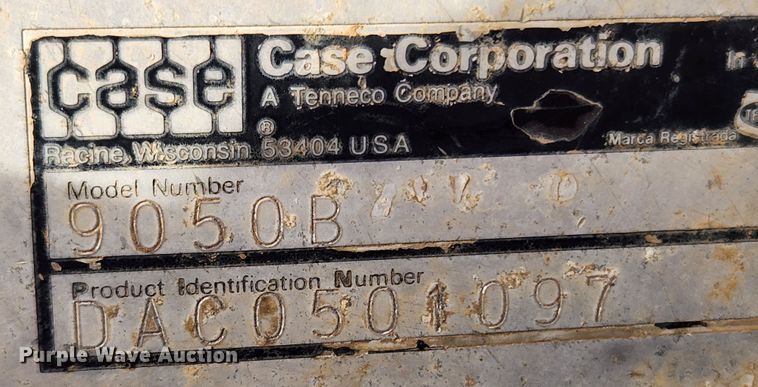 case
Case Corporation
A Tenneco Company
Racine, Wisconsin 53404 USA
Marca Registrada
Model Number
9050B
Product Identification Number
DAC0501097
Purple Wave Auction